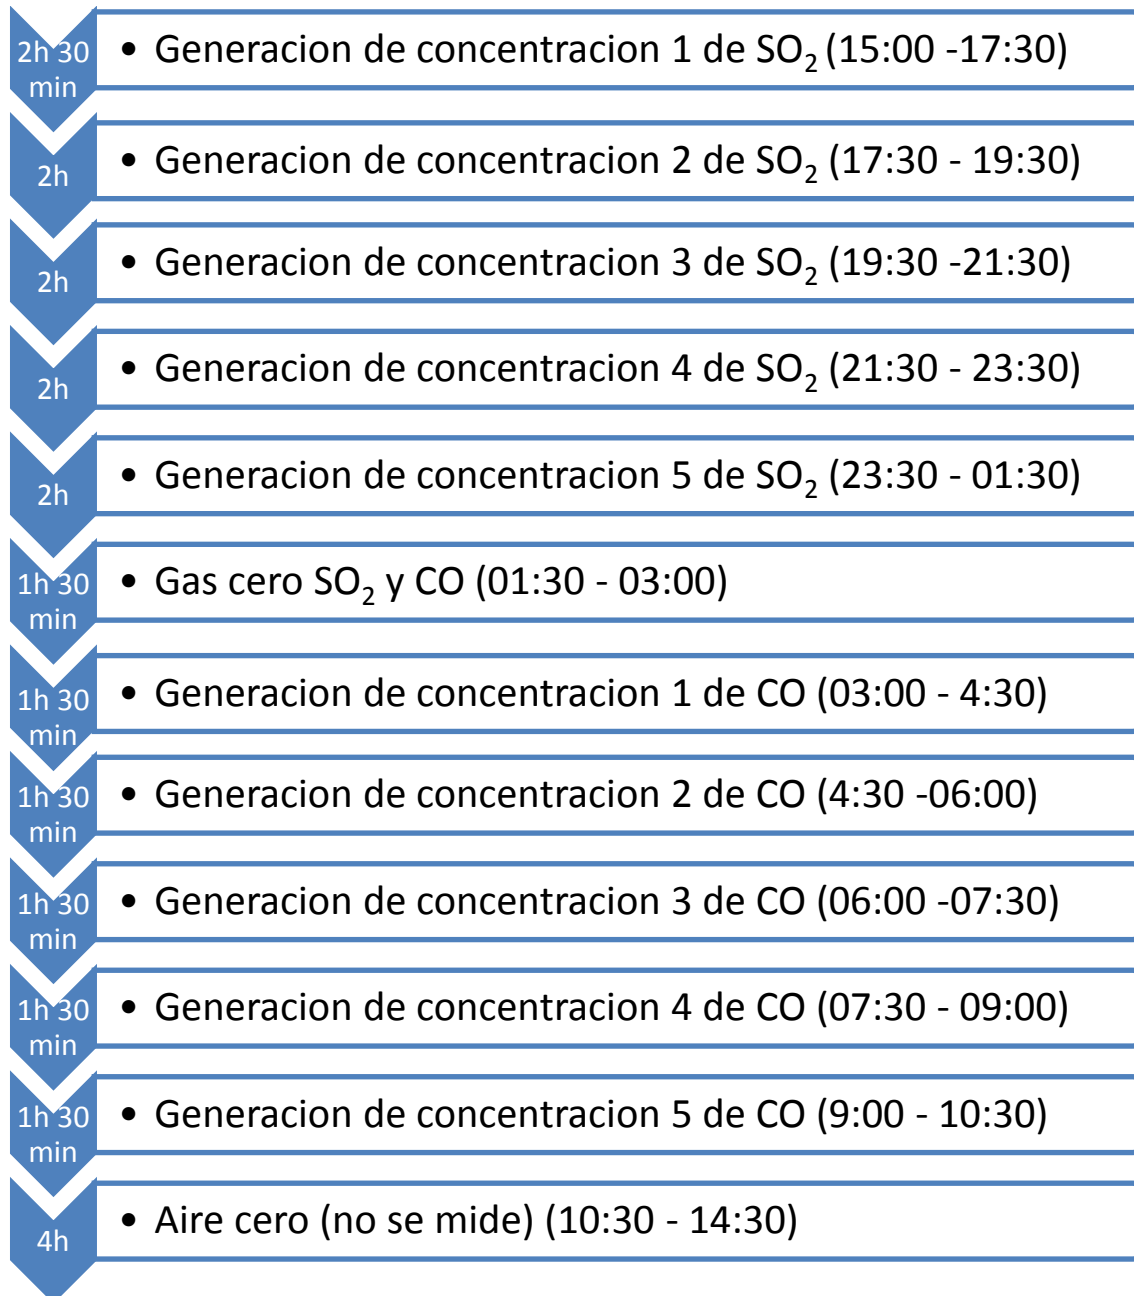 2h 30
min
• Generacion de concentracion 1 de SO₂ (15:00 -17:30)
2h
• Generacion de concentracion 2 de SO₂ (17:30 - 19:30)
2h
• Generacion de concentracion 3 de SO₂ (19:30 -21:30)
2h
• Generacion de concentracion 4 de SO₂ (21:30 - 23:30)
2h
• Generacion de concentracion 5 de SO₂ (23:30 - 01:30)
1h 30
min
• Gas cero SO₂ y CO (01:30 - 03:00)
1h 30
min
• Generacion de concentracion 1 de CO (03:00 - 4:30)
1h 30
min
• Generacion de concentracion 2 de CO (4:30 -06:00)
1h 30
min
• Generacion de concentracion 3 de CO (06:00 -07:30)
1h 30
min
• Generacion de concentracion 4 de CO (07:30 - 09:00)
1h 30
min
• Generacion de concentracion 5 de CO (9:00 - 10:30)
4h
• Aire cero (no se mide) (10:30 - 14:30)